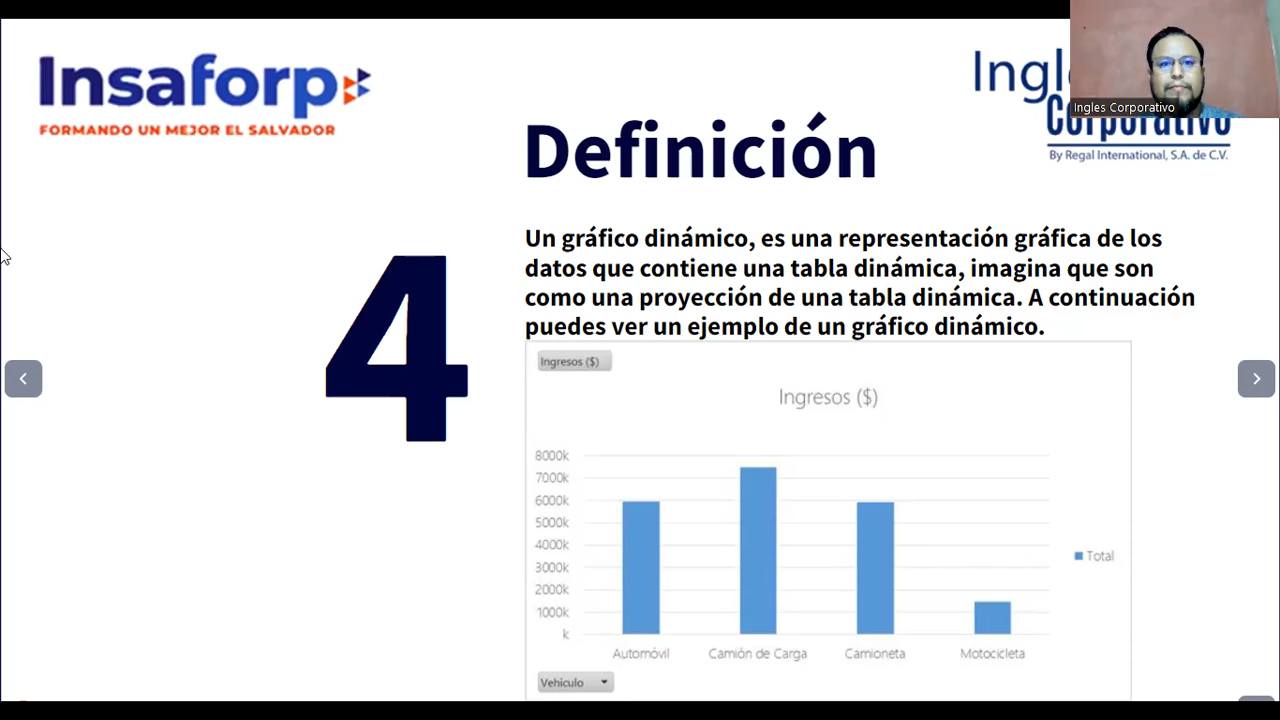 Insaforp
FORMANDO UN MEJOR EL SALVADOR
Ingles Corporativo
By Regal International, S.A. de C.V.
Definición
4
Un gráfico dinámico, es una representación gráfica de los
datos que contiene una tabla dinámica, imagina que son
como una proyección de una tabla dinámica. A continuación
puedes ver un ejemplo de un gráfico dinámico.
Ingresos ($)
Ingresos ($)
8000k
7000k
6000k
5000k
4000k
3000k
2000k
1000k
k
Total
Automóvil Camión de Carga Camioneta Motocicleta
Vehículo